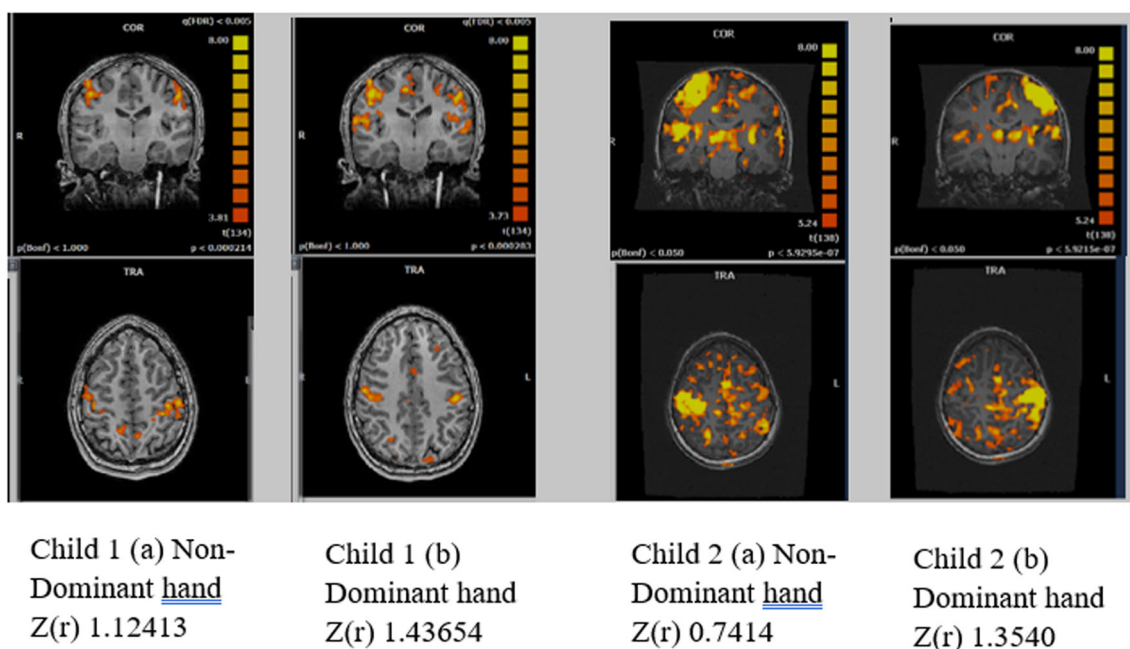 q(FDR) < 0.005
COR
8.00
R
3.81
t(134)
p(Bonf) < 1.000
p < 0.000214
TRA
R
L
q(FDR) < 0.005
COR
8.00
R
3.73
t(134)
p(Bonf) < 1.000
p < 0.000283
TRA
R
L
COR
8.00
R
5.24
t(138)
p(Bonf) < 0.050
p < 5.9295e-07
TRA
L
COR
8.00
R
5.24
t(138)
p(Bonf) < 0.050
p < 5.9215e-07
TRA
L
Child 1 (a) Non-
Dominant hand
Z(r) 1.12413
Child 1 (b)
Dominant hand
Z(r) 1.43654
Child 2 (a) Non-
Dominant hand
Z(r) 0.7414
Child 2 (b)
Dominant hand
Z(r) 1.3540